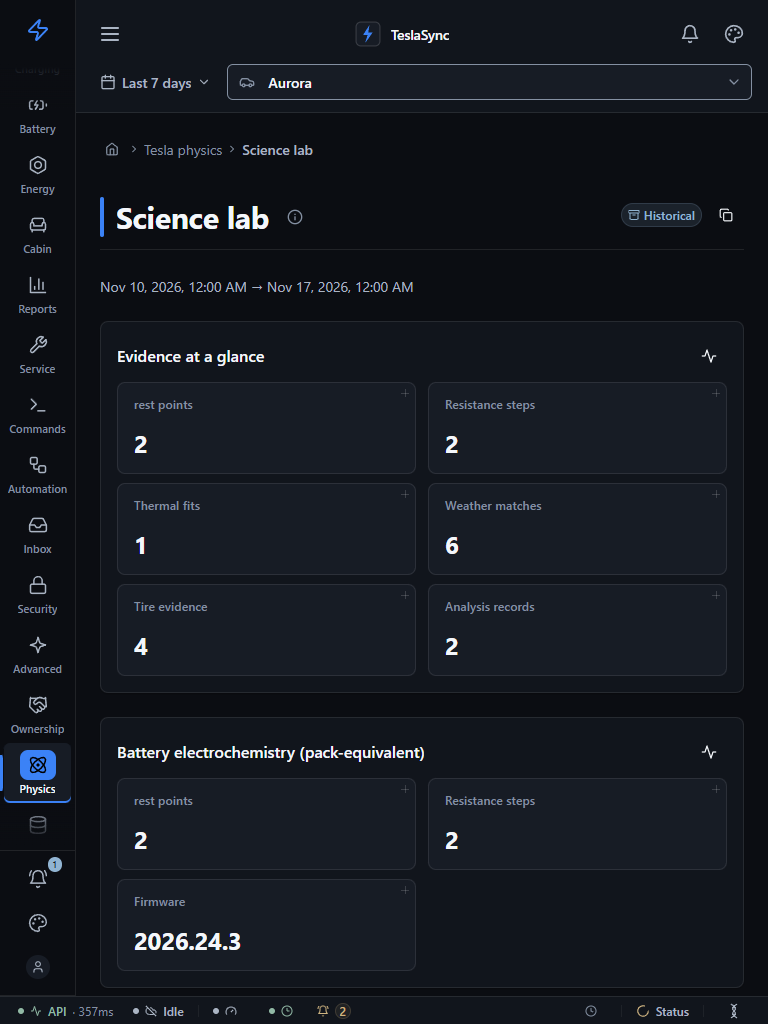 TeslaSync
Last 7 days
Aurora
Charging
Battery
Energy
Cabin
Reports
Service
Commands
Automation
Inbox
Security
Advanced
Ownership
Physics
1
Tesla physics
Science lab
Science lab
Historical
Nov 10, 2026, 12:00 AM → Nov 17, 2026, 12:00 AM
Evidence at a glance
rest points
2
Resistance steps
2
Thermal fits
1
Weather matches
6
Tire evidence
4
Analysis records
2
Battery electrochemistry (pack-equivalent)
rest points
2
Resistance steps
2
Firmware
2026.24.3
API · 357ms
Idle
2
Status